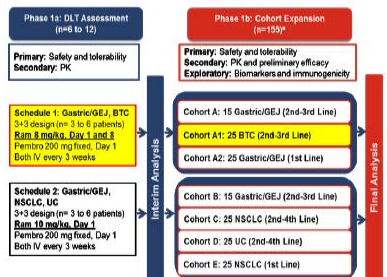 Phase 1a: DLT Assessment
(n=6 to 12)
Primary: Safety and tolerability
Secondary: PK
Schedule 1: Gastric/GEJ, BTC
3+3 design (n= 3 to 6 patients)
Ram 8 mg/kg, Day 1 and 8
Pembro 200 mg fixed, Day 1
Both IV every 3 weeks
Schedule 2: Gastric/GEJ,
NSCLC, UC
3+3 design (n= 3 to 6 patients)
Ram 10 mg/kg, Day 1
Pembro 200 mg fixed, Day 1
Both IV every 3 weeks
Interim Analysis
Phase 1b: Cohort Expansion
(n=155)ª
Primary: Safety and tolerability
Secondary: PK and preliminary efficacy
Exploratory: Biomarkers and immunogenicity
Cohort A: 15 Gastric/GEJ (2nd-3rd Line)
Cohort A1: 25 BTC (2nd-3rd Line)
Cohort A2: 25 Gastric/GEJ (1st Line)
Cohort B: 15 Gastric/GEJ (2nd-3rd Line)
Cohort C: 25 NSCLC (2nd-4th Line)
Cohort D: 25 UC (2nd-4th Line)
Cohort E: 25 NSCLC (1st Line)
Final Analysis